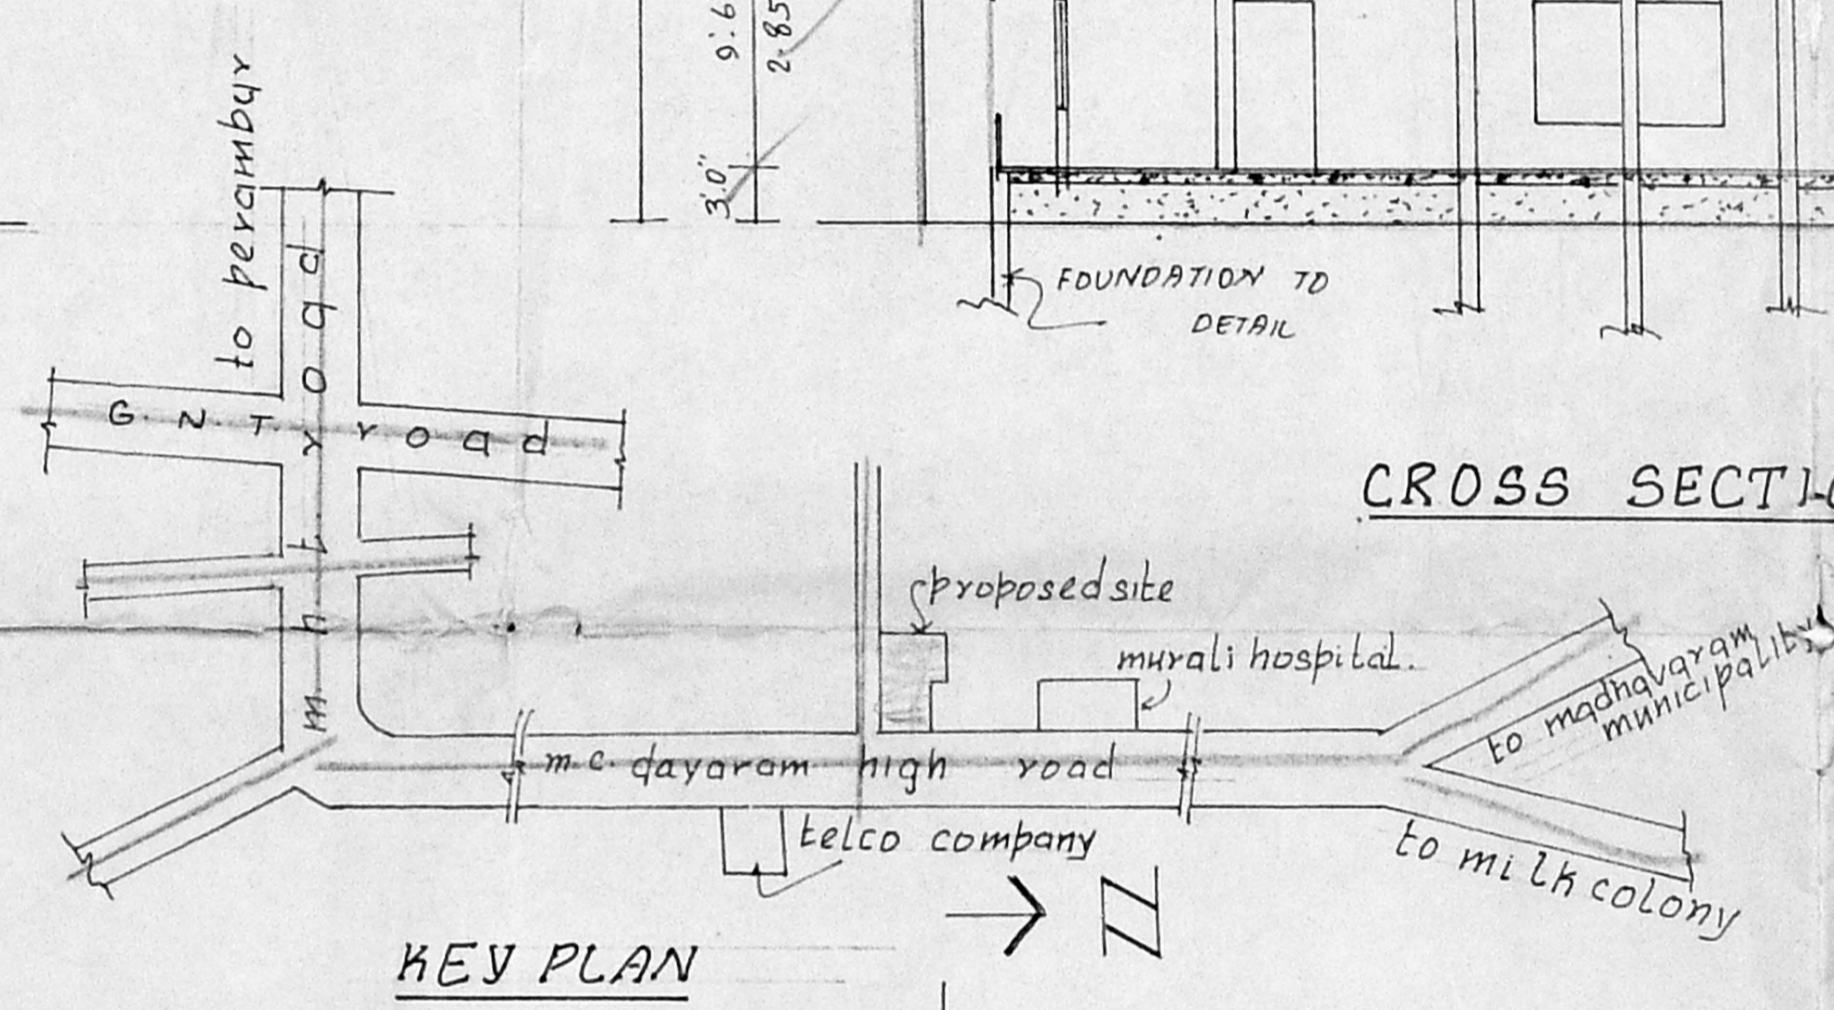 9'.6
2.85
3'.0"
FOUNDATION TO
DETAIL
to perambur
G. N. T. road
m h t road
CROSS SECTI
proposed site
murali hospital.
to madhavaram
municipality
m.c. dayaram high road
telco company
to milk colony
N
KEY PLAN